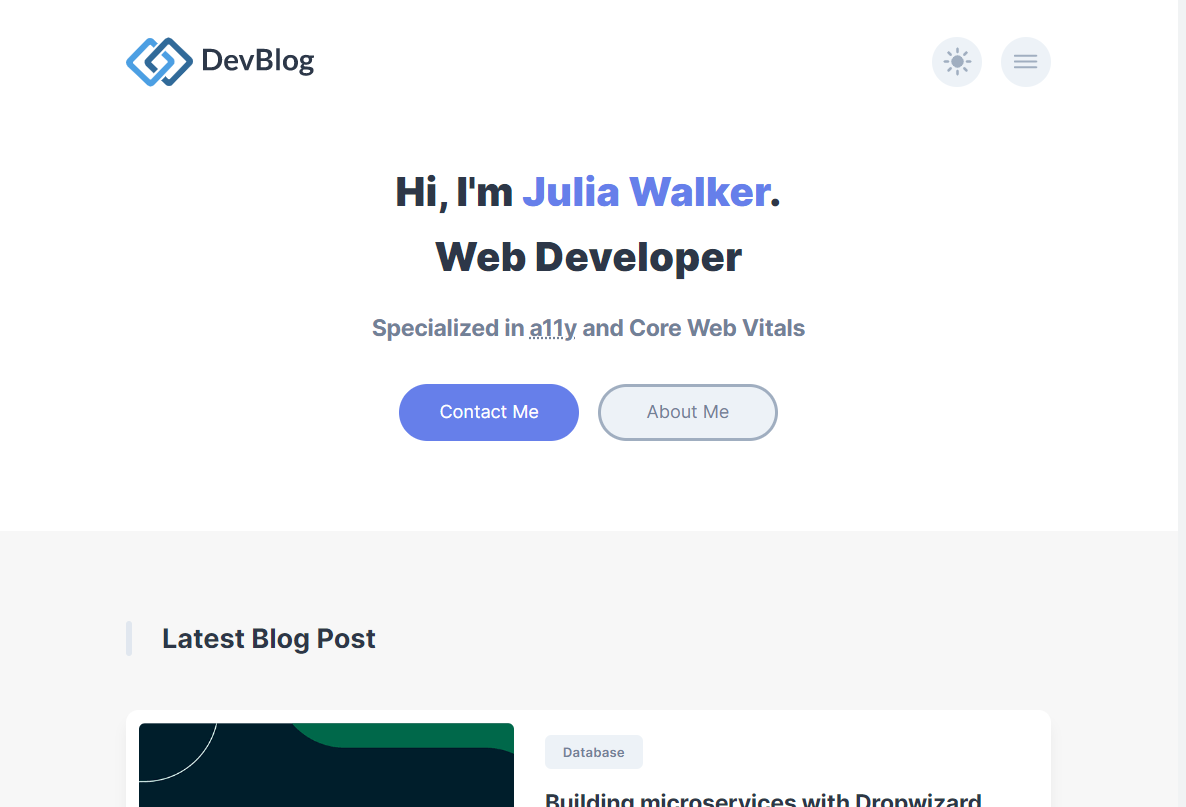 DevBlog
Hi, I'm Julia Walker.
Web Developer
Specialized in a11y and Core Web Vitals
Contact Me
About Me
Latest Blog Post
Database
Building microservices with Dropwizard